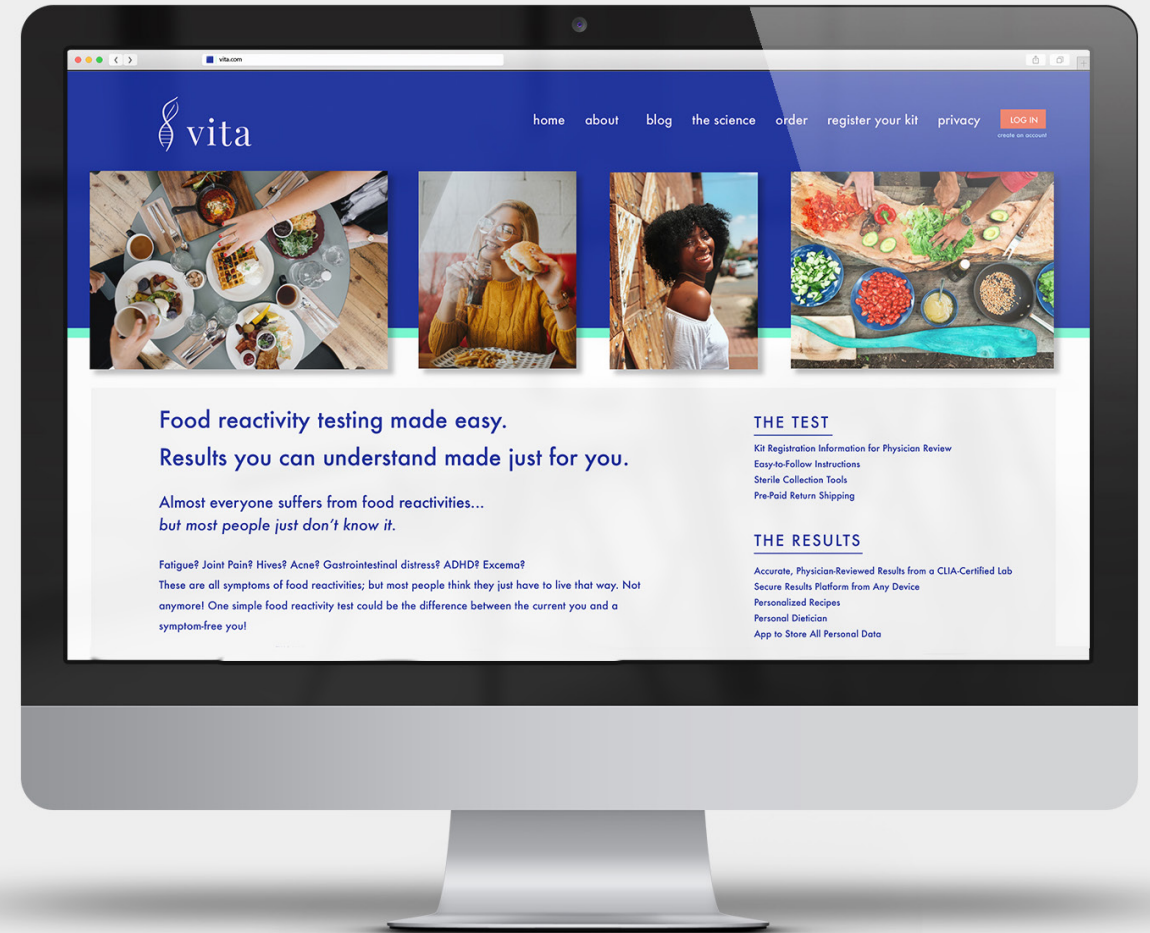 vita.com
vita
home about blog the science order register your kit privacy LOG IN
create an account
Food reactivity testing made easy.
Results you can understand made just for you.
Almost everyone suffers from food reactivities...
but most people just don't know it.
Fatigue? Joint Pain? Hives? Acne? Gastrointestinal distress? ADHD? Excema?
These are all symptoms of food reactivities; but most people think they just have to live that way. Not
anymore! One simple food reactivity test could be the difference between the current you and a
symptom-free you!
THE TEST
Kit Registration Information for Physician Review
Easy-to-Follow Instructions
Sterile Collection Tools
Pre-Paid Return Shipping
THE RESULTS
Accurate, Physician-Reviewed Results from a CLIA-Certified Lab
Secure Results Platform from Any Device
Personalized Recipes
Personal Dietician
App to Store All Personal Data